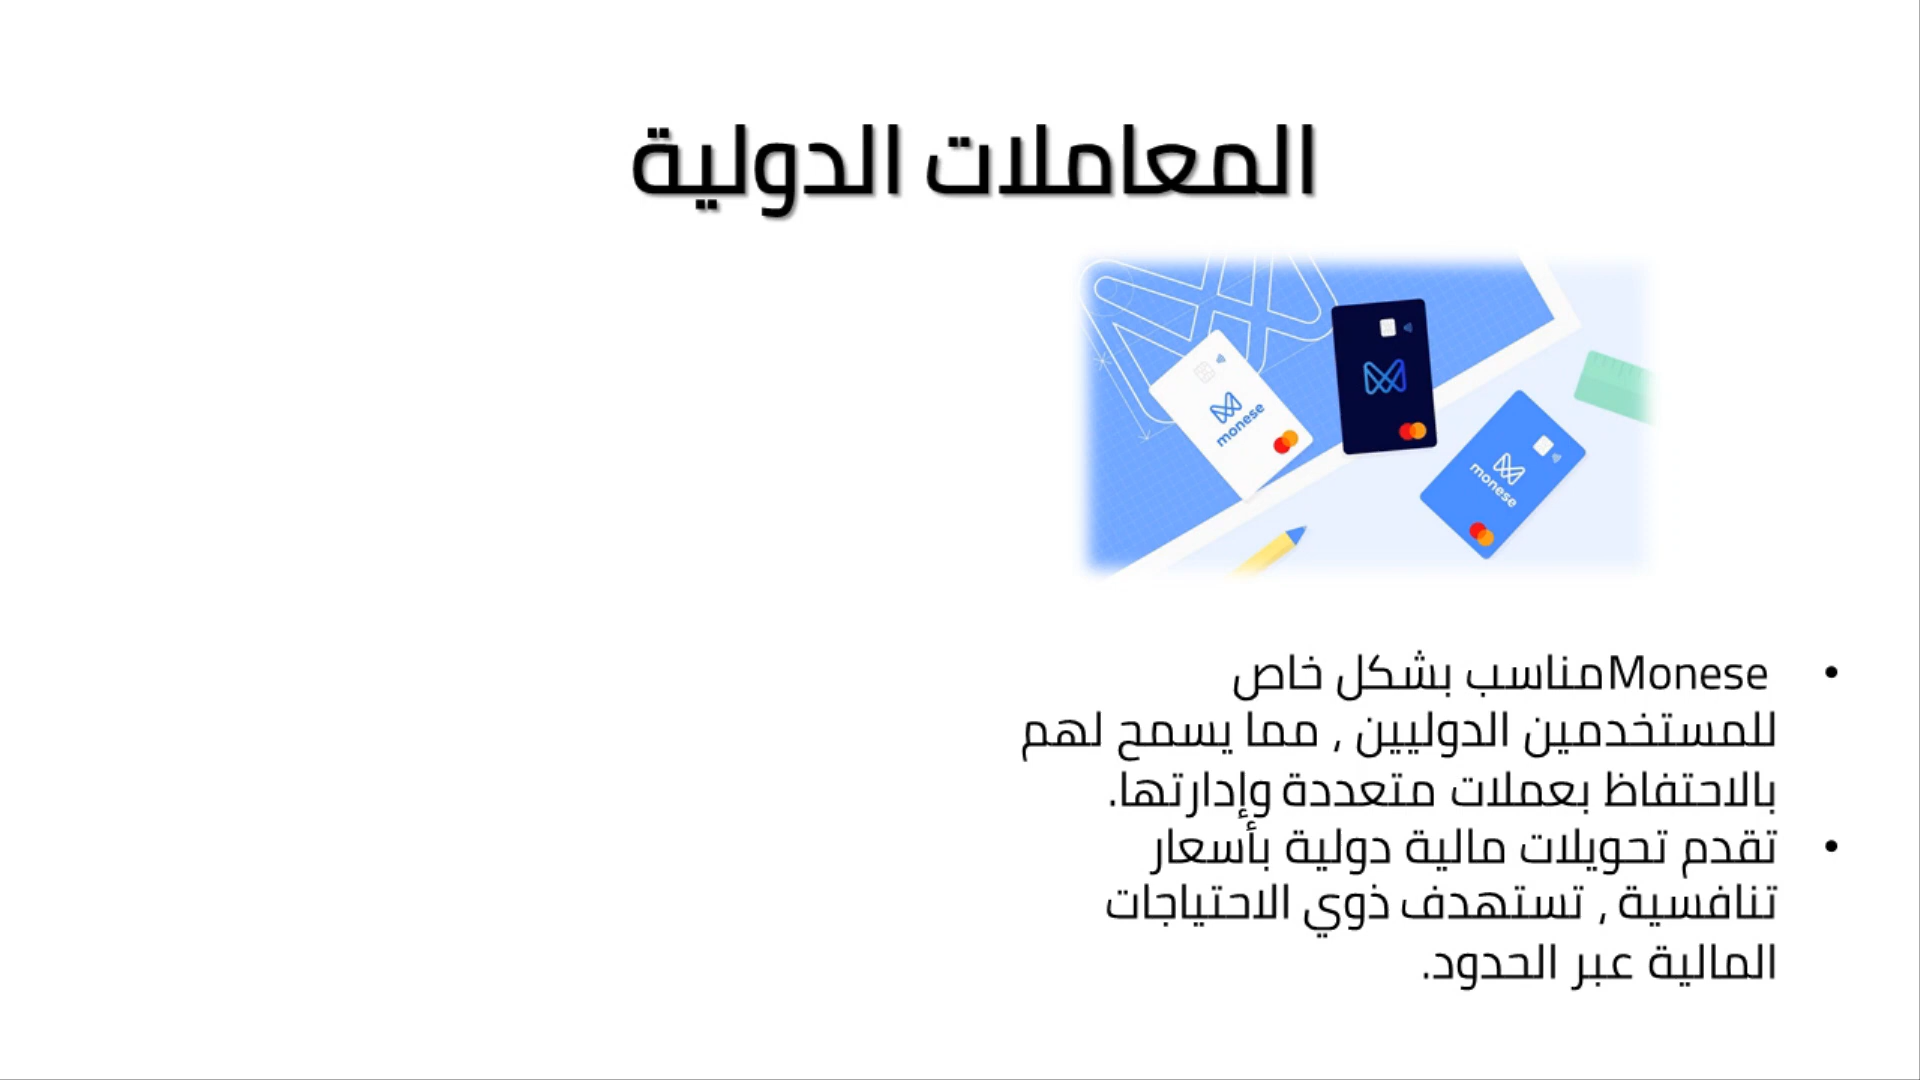 المعاملات الدولية
monese
monese
• Monese مناسب بشكل خاص
للمستخدمين الدوليين , مما يسمح لهم
بالاحتفاظ بعملات متعددة وإدارتها.
• تقدم تحويلات مالية دولية بأسعار
تنافسية , تستهدف ذوي الاحتياجات
المالية عبر الحدود.